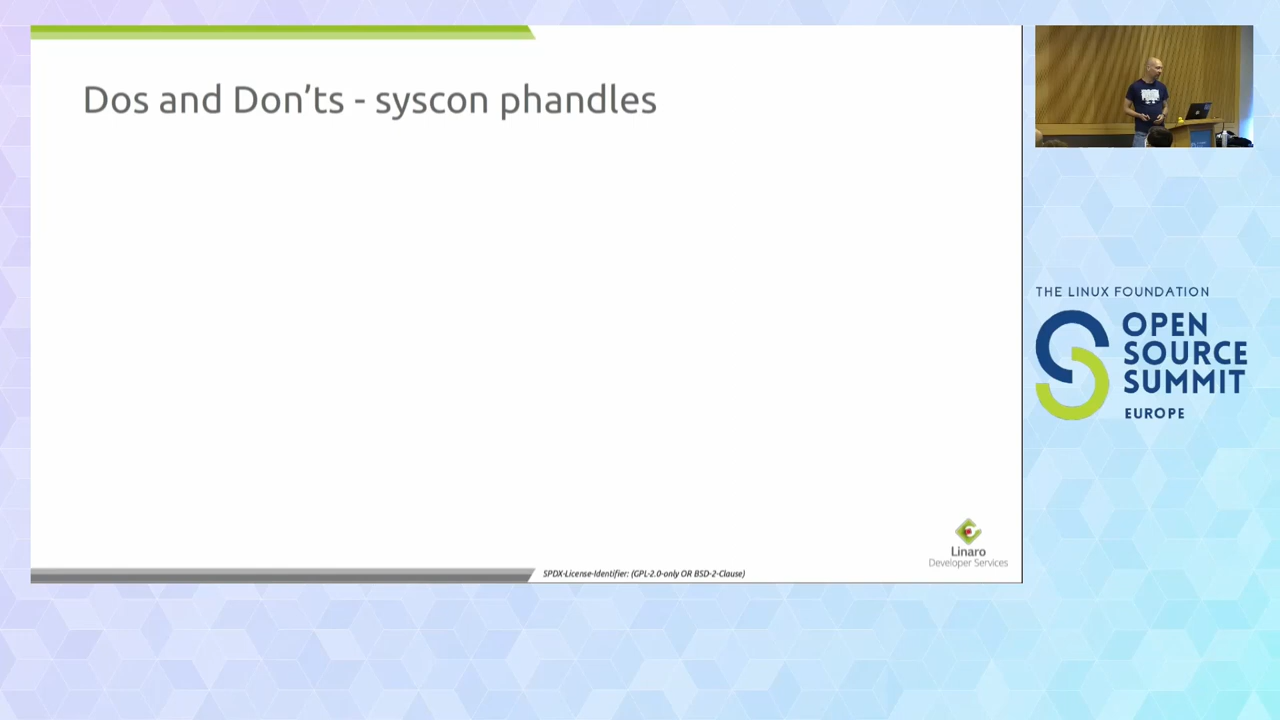 Dos and Don'ts - syscon phandles
THE LINUX FOUNDATION
OPEN
SOURCE
SUMMIT
EUROPE
Linaro
Developer Services
SPDX-License-Identifier: (GPL-2.0-only OR BSD-2-Clause)